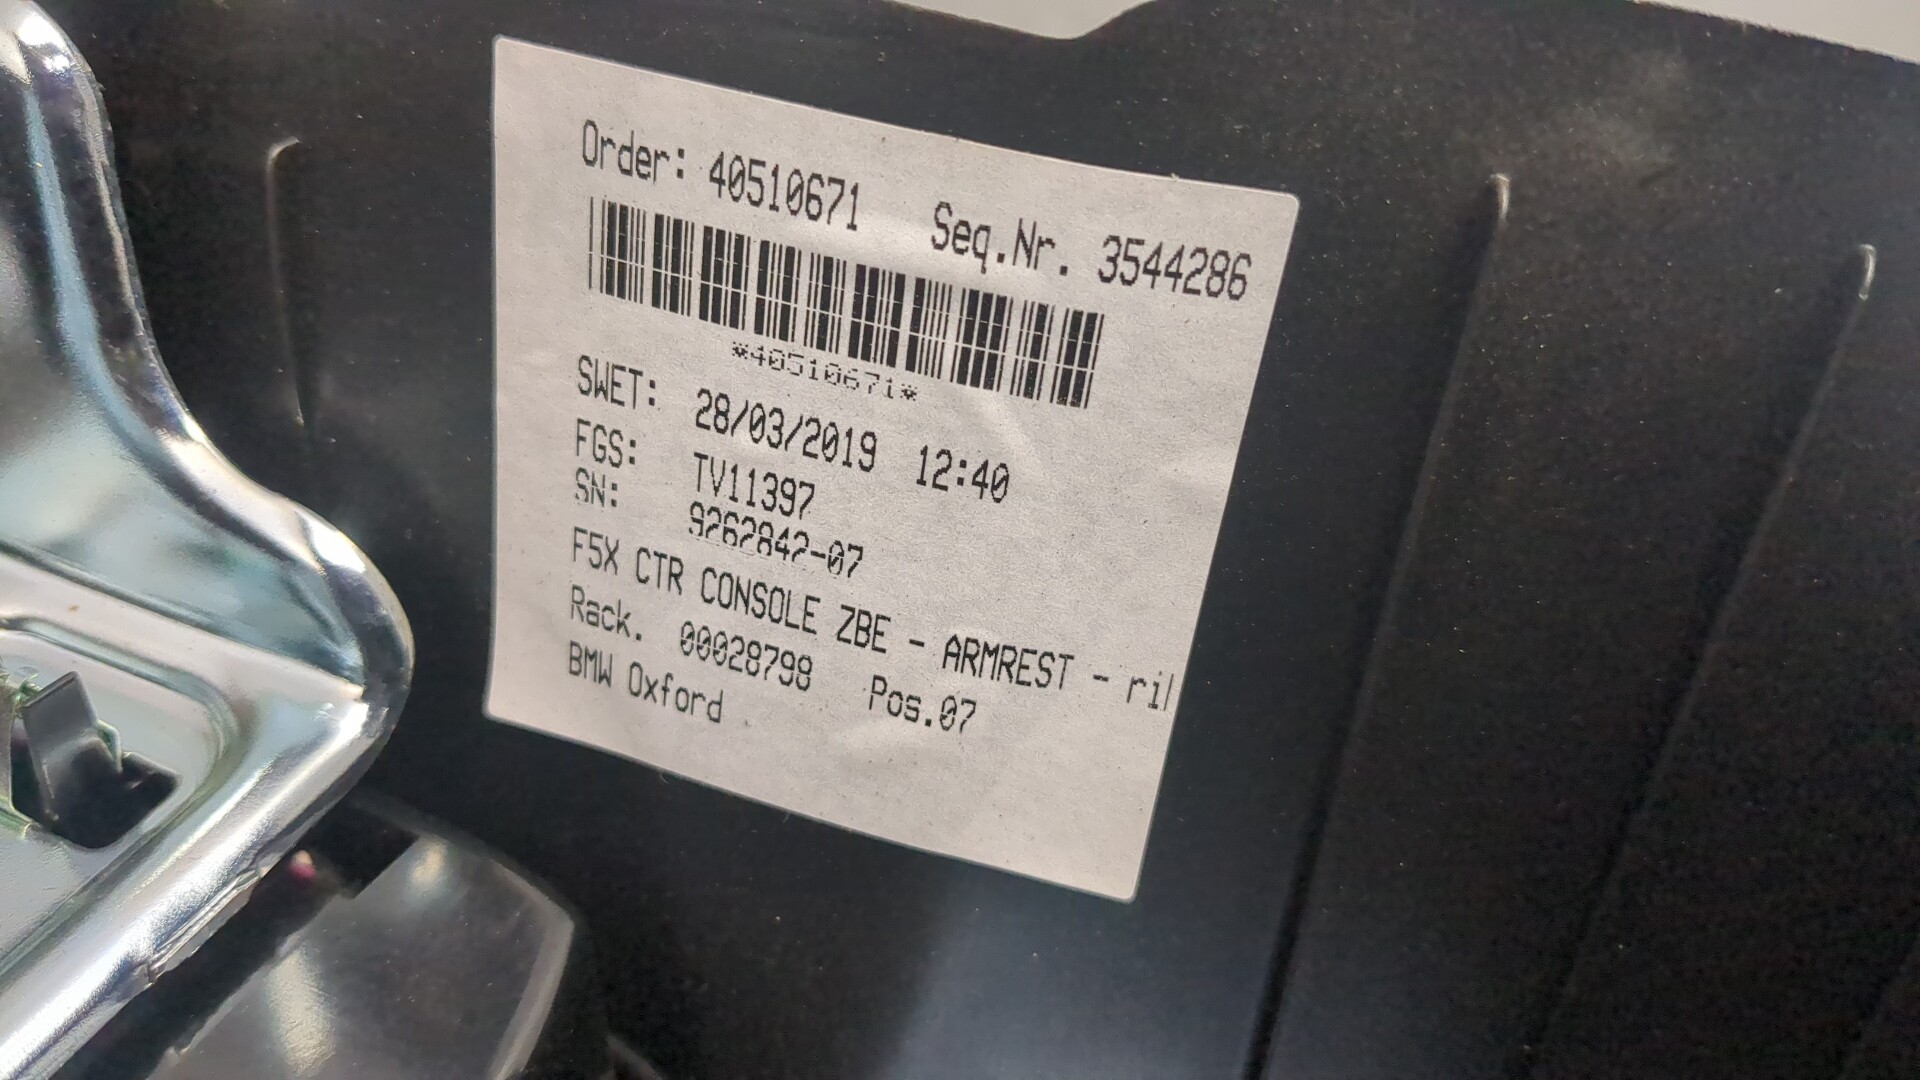 Order: 40510671 Seq.Nr. 3544286
*40510671*
SWET: 28/03/2019 12:40
FGS: TV11397
SN: 9262842-07
F5X CTR CONSOLE ZBE - ARMREST -
Rack. 00028798 Pos.07
BMW Oxford